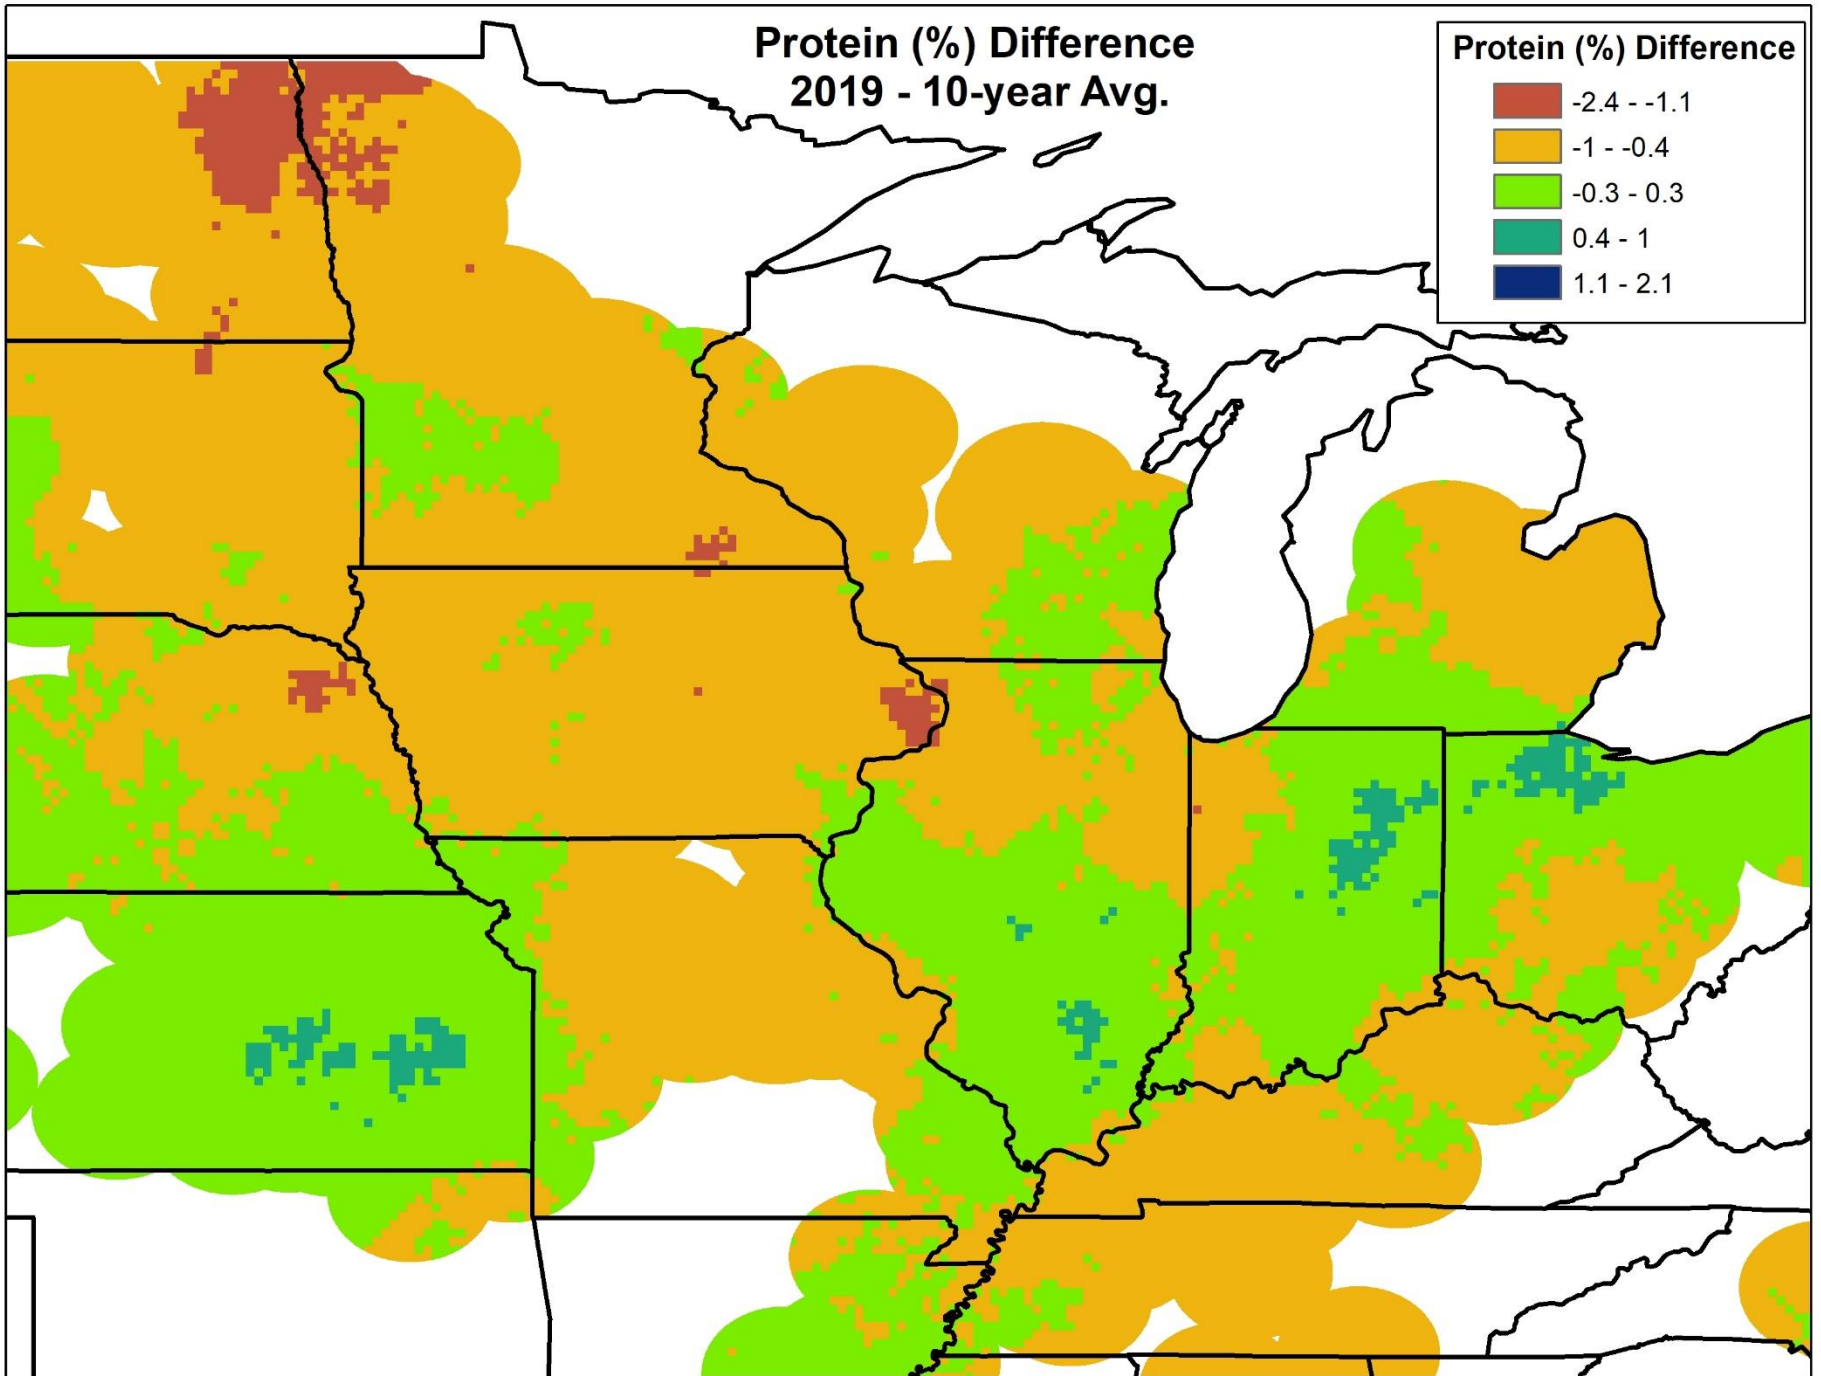 Protein (%) Difference
2019 - 10-year Avg.
Protein (%) Difference
-2.4 - -1.1
-1 - -0.4
-0.3 - 0.3
0.4 - 1
1.1 - 2.1